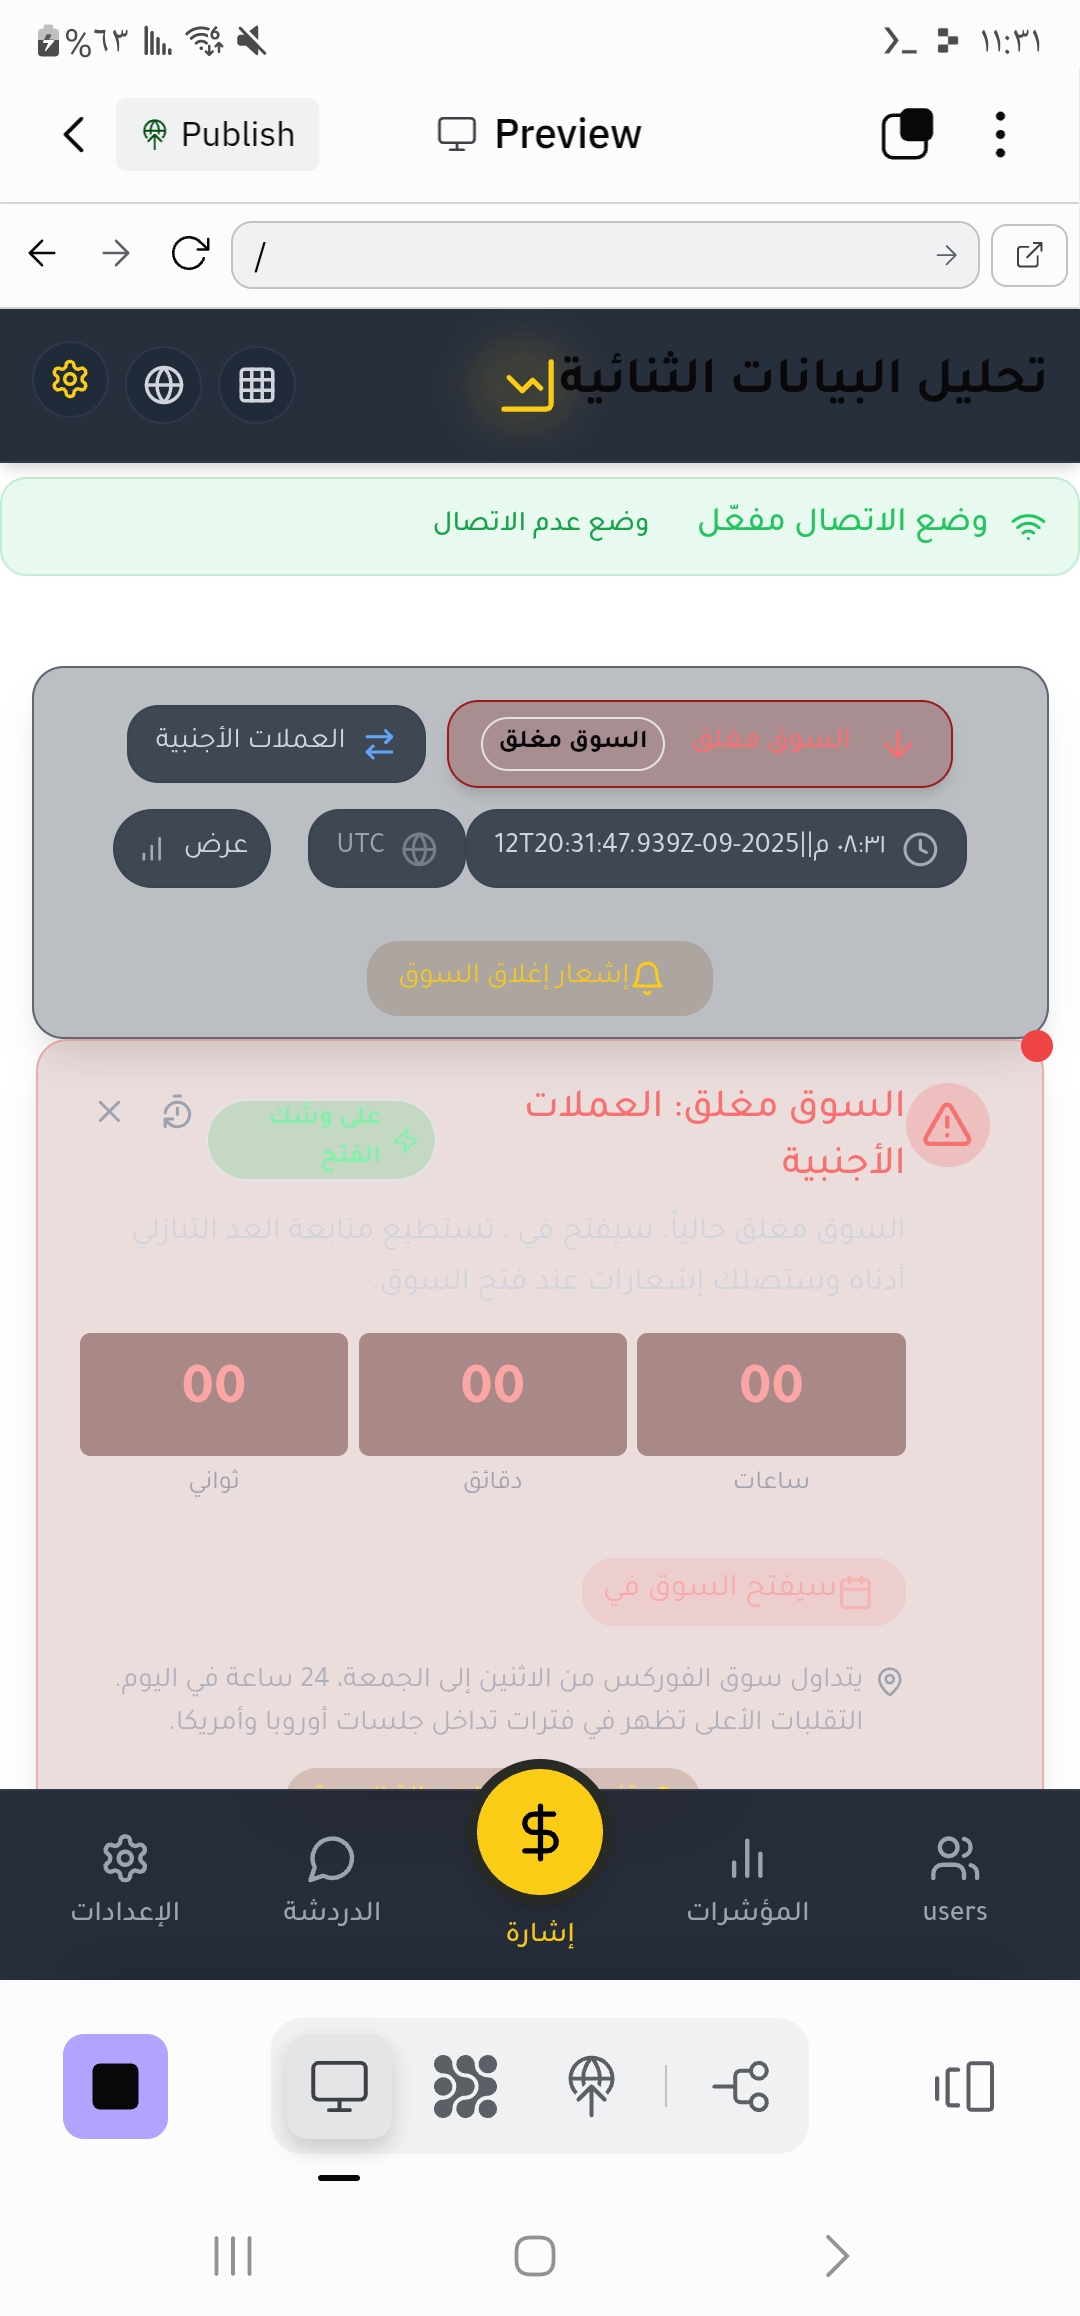 %٦٣
١١:٣١
Publish
Preview
/
تحليل البيانات الثنائية
وضع الاتصال مفعّل
وضع عدم الاتصال
السوق مغلق
السوق مغلق
العملات الأجنبية
٠٨:٣١ م||2025-09-12T20:31:47.939Z
UTC
عرض
إشعار إغلاق السوق
السوق مغلق: العملات
الأجنبية
على وشك
الفتح
السوق مغلق حالياً. سيفتح في ، تستطيع متابعة العد التنازلي
أدناه وستصلك إشعارات عند فتح السوق.
00
00
00
ساعات
دقائق
ثواني
سيفتح السوق في
يتداول سوق الفوركس من الاثنين إلى الجمعة، 24 ساعة في اليوم.
التقلبات الأعلى تظهر في فترات تداخل جلسات أوروبا وأمريكا.
users
المؤشرات
إشارة
الدردشة
الإعدادات